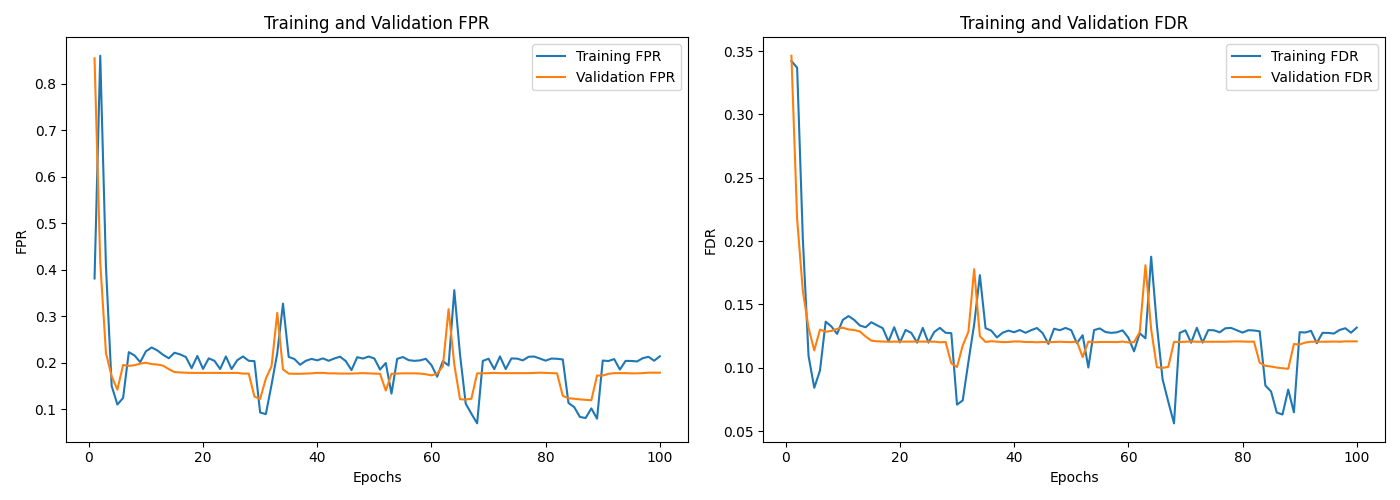 Training and Validation FPR
Training FPR
Validation FPR
0.8
0.7
0.6
0.5
0.4
0.3
0.2
0.1
FPR
0 20 40 60 80 100
Epochs
Training and Validation FDR
Training FDR
Validation FDR
0.35
0.30
0.25
0.20
0.15
0.10
0.05
FDR
0 20 40 60 80 100
Epochs